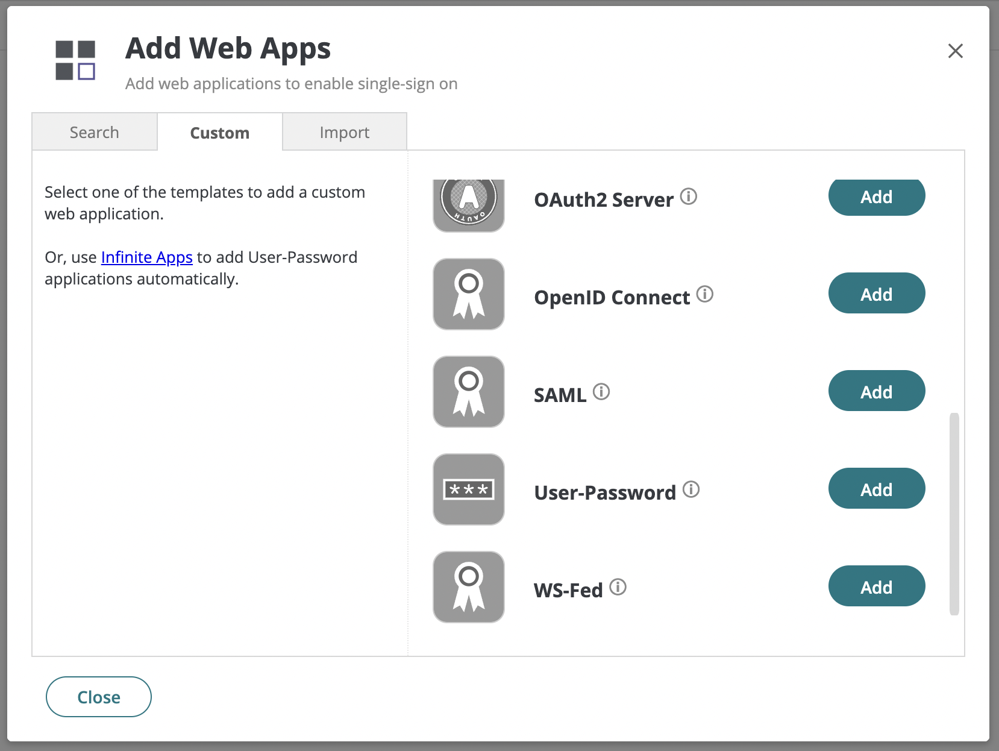 Add Web Apps
Add web applications to enable single-sign on
Search
Custom
Import
Select one of the templates to add a custom
web application.
Or, use Infinite Apps to add User-Password
applications automatically.
OAUTH
OAuth2 Server
Add
OpenID Connect
Add
SAML
Add
***
User-Password
Add
WS-Fed
Add
Close